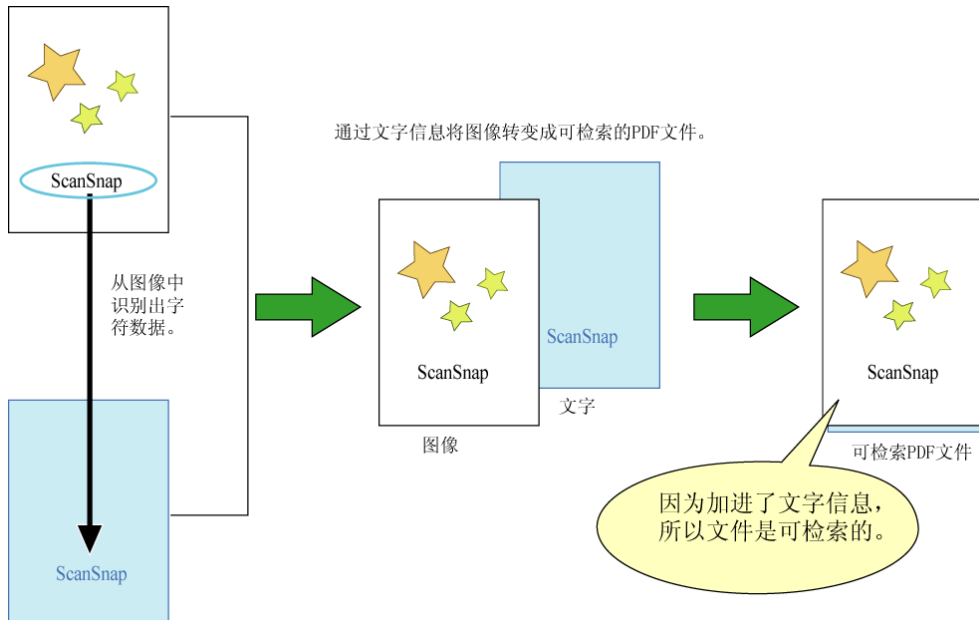 ScanSnap
从图像中
识别出字
符数据。
ScanSnap
通过文字信息将图像转变成可检索的PDF文件。
ScanSnap
图像
ScanSnap
文字
ScanSnap
可检索PDF文件
因为加进了文字信息，
所以文件是可检索的。